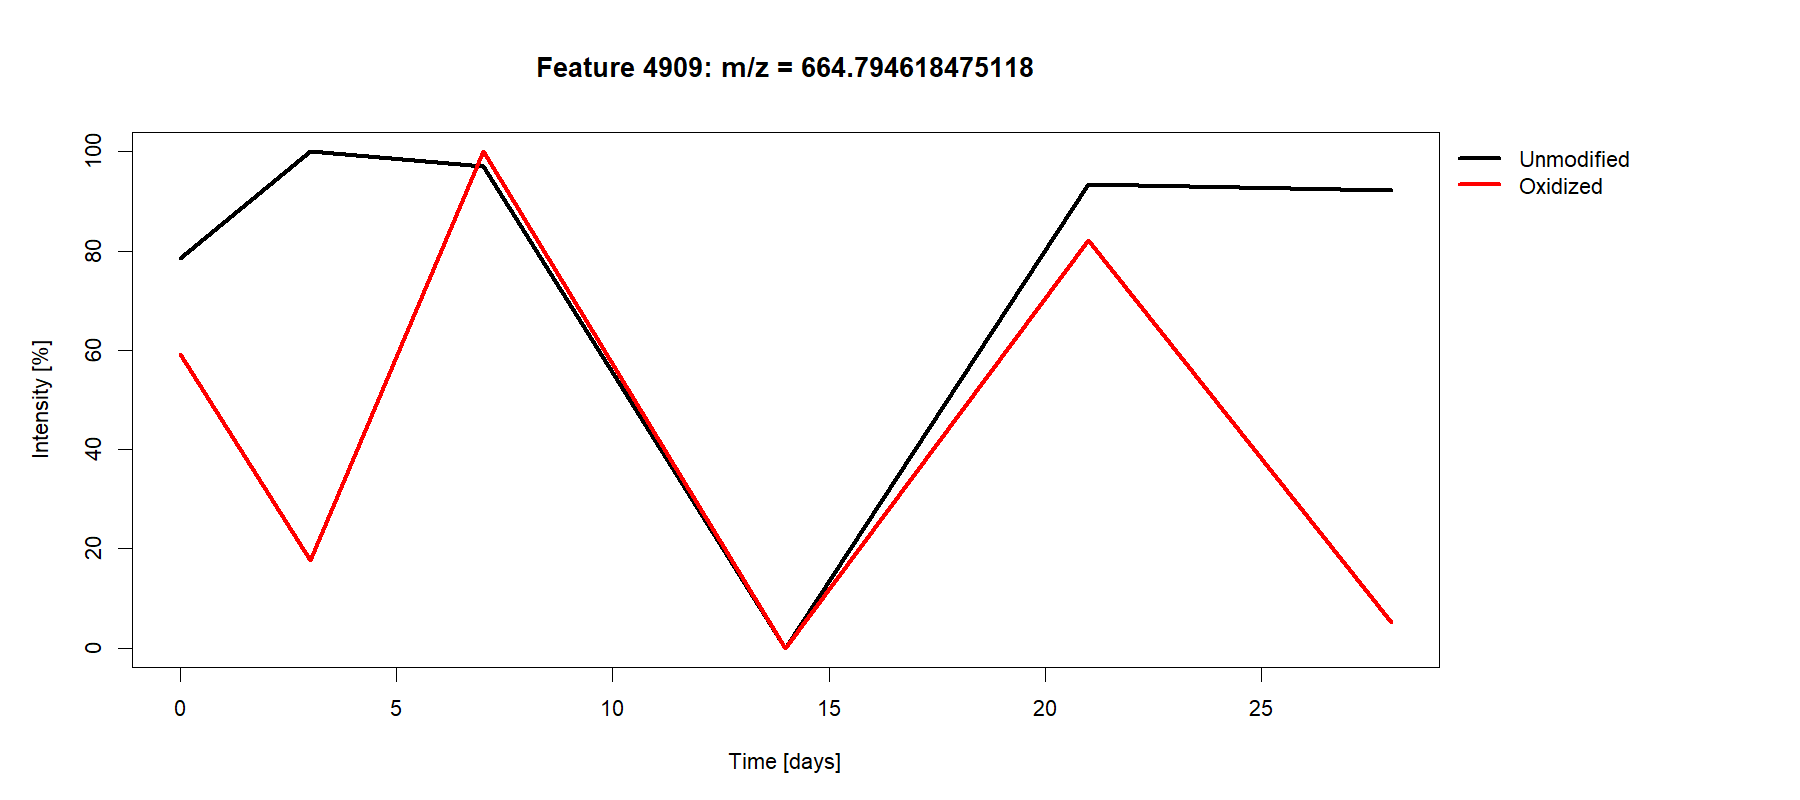 Feature 4909: m/z = 664.794618475118
Unmodified
Oxidized
Intensity [%]
100
80
60
40
20
0
0 5 10 15 20 25
Time [days]